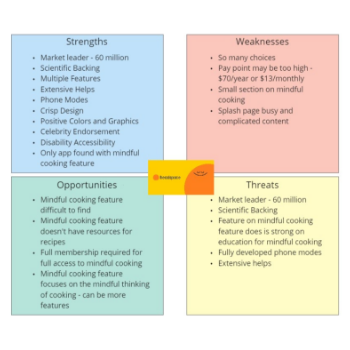 Strengths
• Market leader - 60 million
• Scientific Backing
• Multiple Features
• Extensive Helps
• Phone Modes
• Crisp Design
• Positive Colors and Graphics
• Celebrity Endorsement
• Disability Accessibility
• Only app found with mindful
cooking feature
Weaknesses
• So many choices
• Pay point may be too high -
$70/year or $13/monthly
• Small section on mindful
cooking
• Splash page busy and
complicated content
headspace
Opportunities
• Mindful cooking feature
difficult to find
• Mindful cooking feature
doesn't have resources for
recipes
• Full membership required for
full access to mindful cooking
• Mindful cooking feature
focuses on the mindful thinking
of cooking - can be more
features
Threats
• Market leader - 60 million
• Scientific Backing
• Feature on mindful cooking
feature does is strong on
education for mindful cooking
• Fully developed phone modes
• Extensive helps